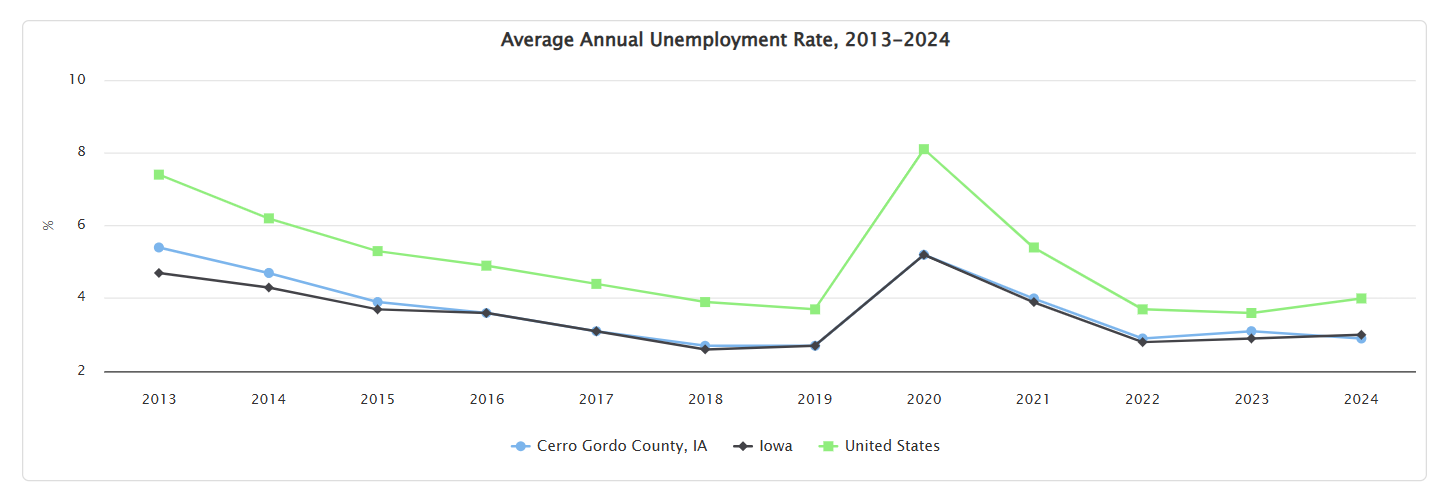 Average Annual Unemployment Rate, 2013–2024
10
8
6
4
2
%
2013 2014 2015 2016 2017 2018 2019 2020 2021 2022 2023 2024
Cerro Gordo County, IA Iowa United States